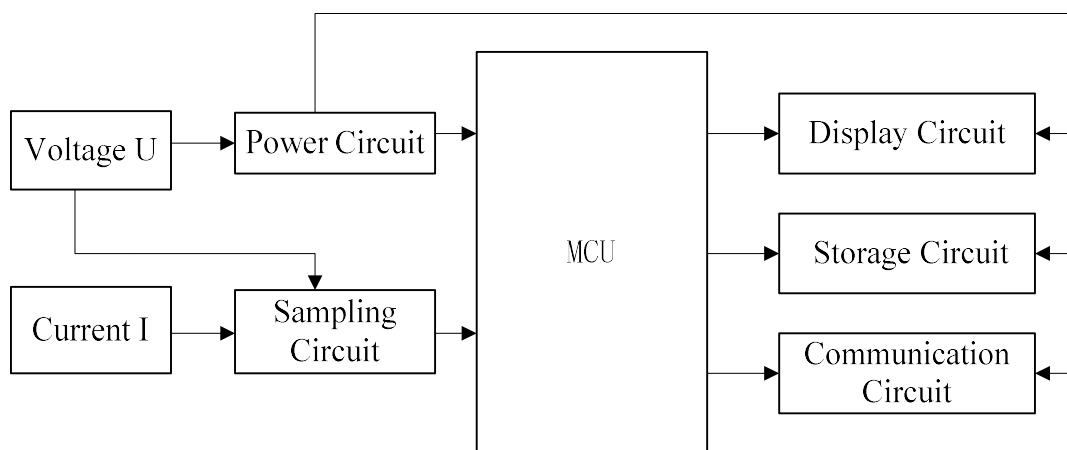 Voltage U
Power Circuit
Display Circuit
MCU
Storage Circuit
Current I
Sampling
Circuit
Communication
Circuit